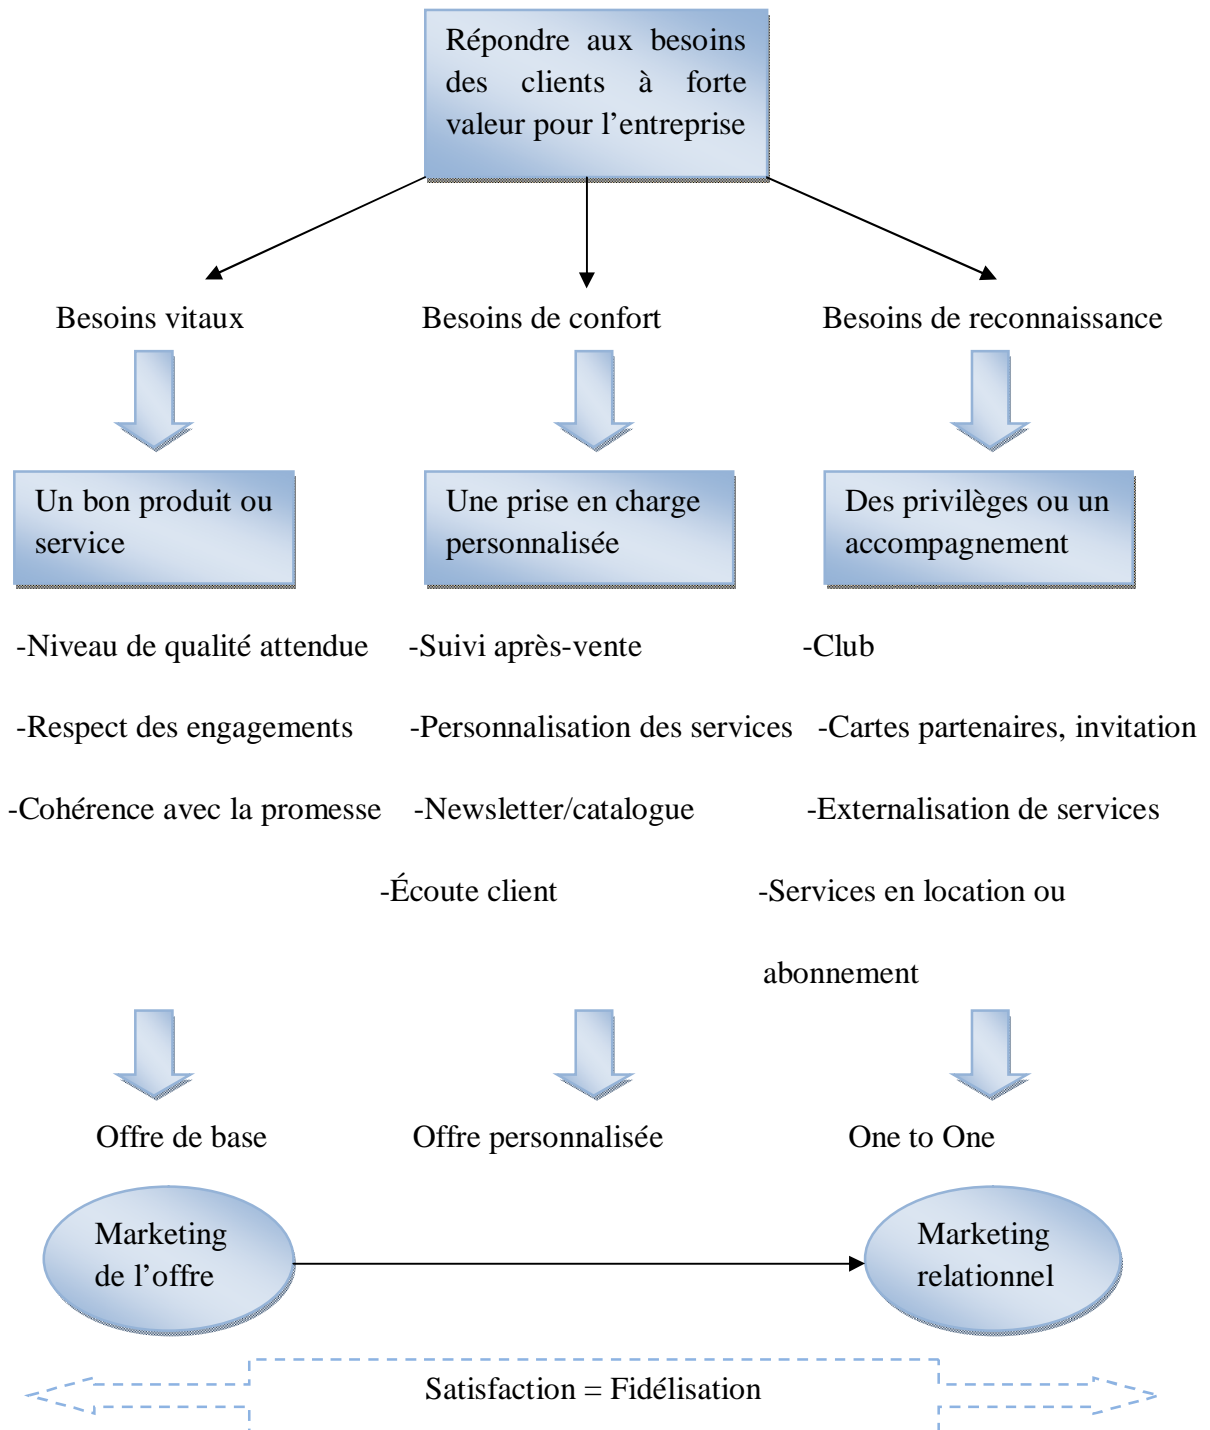 Répondre aux besoins
des clients à forte
valeur pour l’entreprise
Besoins vitaux
Besoins de confort
Besoins de reconnaissance
Un bon produit ou
service
Une prise en charge
personnalisée
Des privilèges ou un
accompagnement
-Niveau de qualité attendue
-Suivi après-vente
-Club
-Respect des engagements
-Personnalisation des services
-Cartes partenaires, invitation
-Cohérence avec la promesse
-Newsletter/catalogue
-Externalisation de services
-Écoute client
-Services en location ou
abonnement
Offre de base
Offre personnalisée
One to One
Marketing
de l’offre
Marketing
relationnel
Satisfaction = Fidélisation